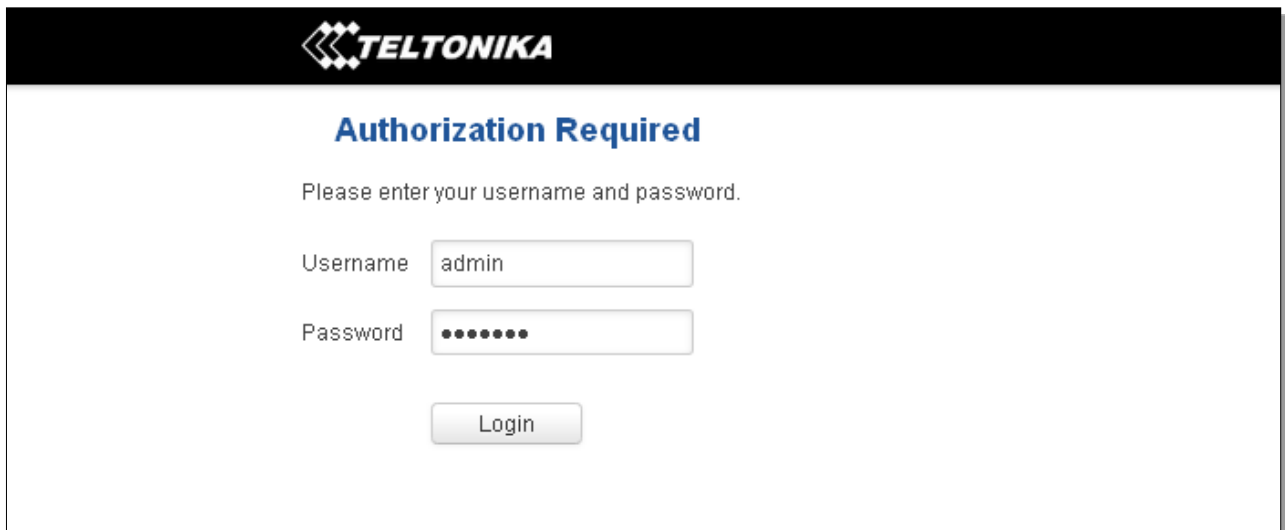 TELTONIKA
Authorization Required
Please enter your username and password.
Username admin
Password •••••••
Login